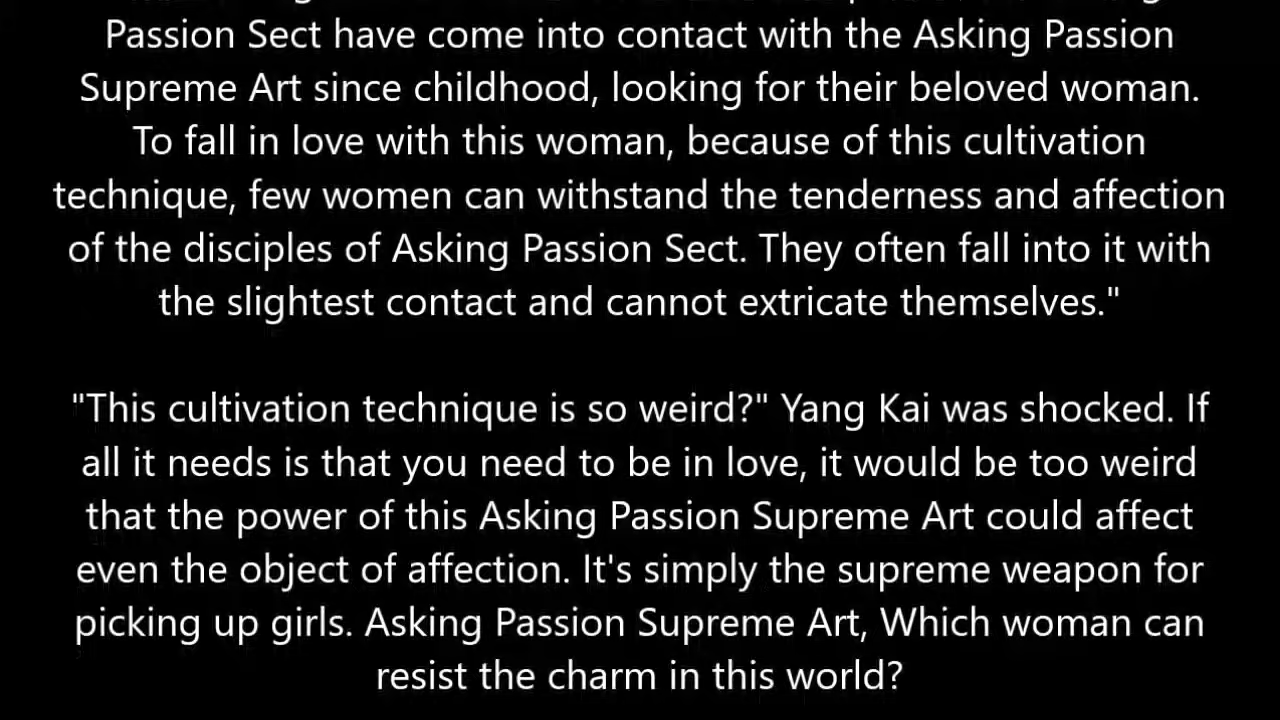 Passion Sect have come into contact with the Asking Passion
Supreme Art since childhood, looking for their beloved woman.
To fall in love with this woman, because of this cultivation
technique, few women can withstand the tenderness and affection
of the disciples of Asking Passion Sect. They often fall into it with
the slightest contact and cannot extricate themselves."
"This cultivation technique is so weird?" Yang Kai was shocked. If
all it needs is that you need to be in love, it would be too weird
that the power of this Asking Passion Supreme Art could affect
even the object of affection. It's simply the supreme weapon for
picking up girls. Asking Passion Supreme Art, Which woman can
resist the charm in this world?